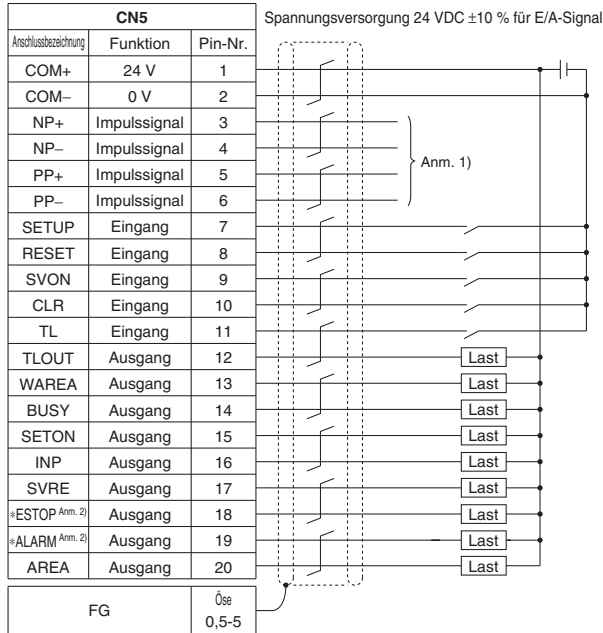 CN5
Spannungsversorgung 24 VDC ±10 % für E/A-Signal
Anschlussbezeichnung Funktion Pin-Nr.
COM+ 24 V 1
COM– 0 V 2
NP+ Impulssignal 3
NP– Impulssignal 4
Anm. 1)
PP+ Impulssignal 5
PP– Impulssignal 6
SETUP Eingang 7
RESET Eingang 8
SVON Eingang 9
CLR Eingang 10
TL Eingang 11
TLOUT Ausgang 12 Last
WAREA Ausgang 13 Last
BUSY Ausgang 14 Last
SETON Ausgang 15 Last
INP Ausgang 16 Last
SVRE Ausgang 17 Last
*ESTOP Anm. 2) Ausgang 18 Last
*ALARM Anm. 2) Ausgang 19 Last
AREA Ausgang 20 Last
FG Öse
0,5-5